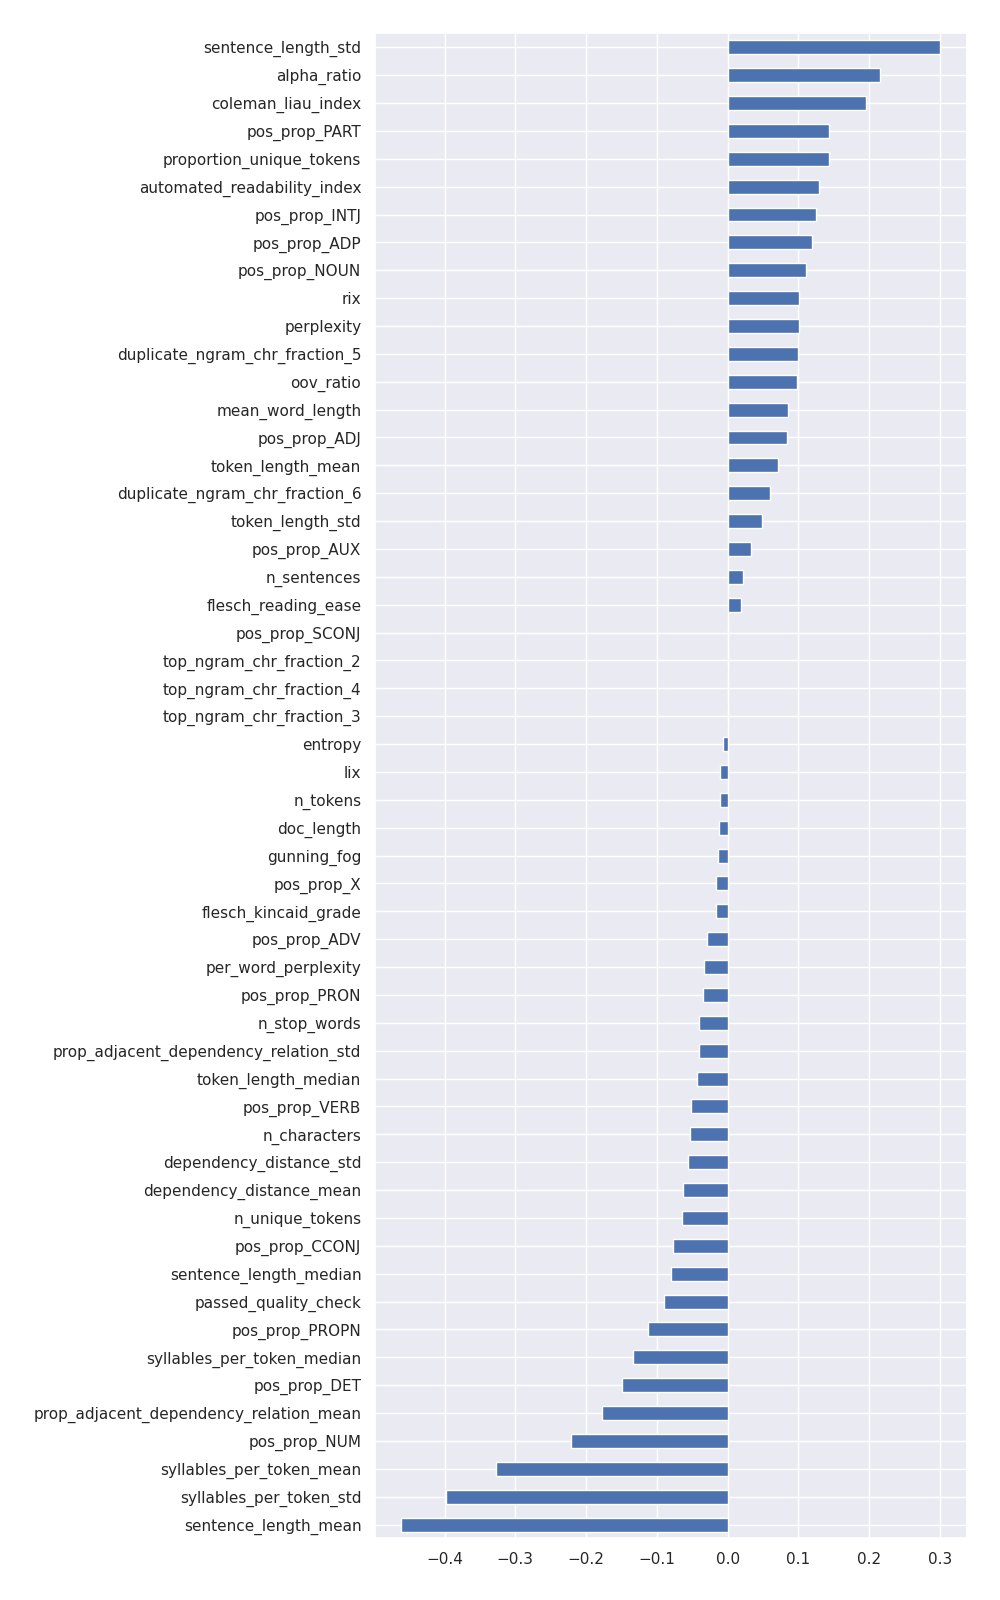 sentence_length_std
alpha_ratio
coleman_liau_index
pos_prop_PART
proportion_unique_tokens
automated_readability_index
pos_prop_INTJ
pos_prop_ADP
pos_prop_NOUN
rix
perplexity
duplicate_ngram_chr_fraction_5
oov_ratio
mean_word_length
pos_prop_ADJ
token_length_mean
duplicate_ngram_chr_fraction_6
token_length_std
pos_prop_AUX
n_sentences
flesch_reading_ease
pos_prop_SCONJ
top_ngram_chr_fraction_2
top_ngram_chr_fraction_4
top_ngram_chr_fraction_3
entropy
lix
n_tokens
doc_length
gunning_fog
pos_prop_X
flesch_kincaid_grade
pos_prop_ADV
per_word_perplexity
pos_prop_PRON
n_stop_words
prop_adjacent_dependency_relation_std
token_length_median
pos_prop_VERB
n_characters
dependency_distance_std
dependency_distance_mean
n_unique_tokens
pos_prop_CCONJ
sentence_length_median
passed_quality_check
pos_prop_PROPN
syllables_per_token_median
pos_prop_DET
prop_adjacent_dependency_relation_mean
pos_prop_NUM
syllables_per_token_mean
syllables_per_token_std
sentence_length_mean
−0.4 −0.3 −0.2 −0.1 0.0 0.1 0.2 0.3